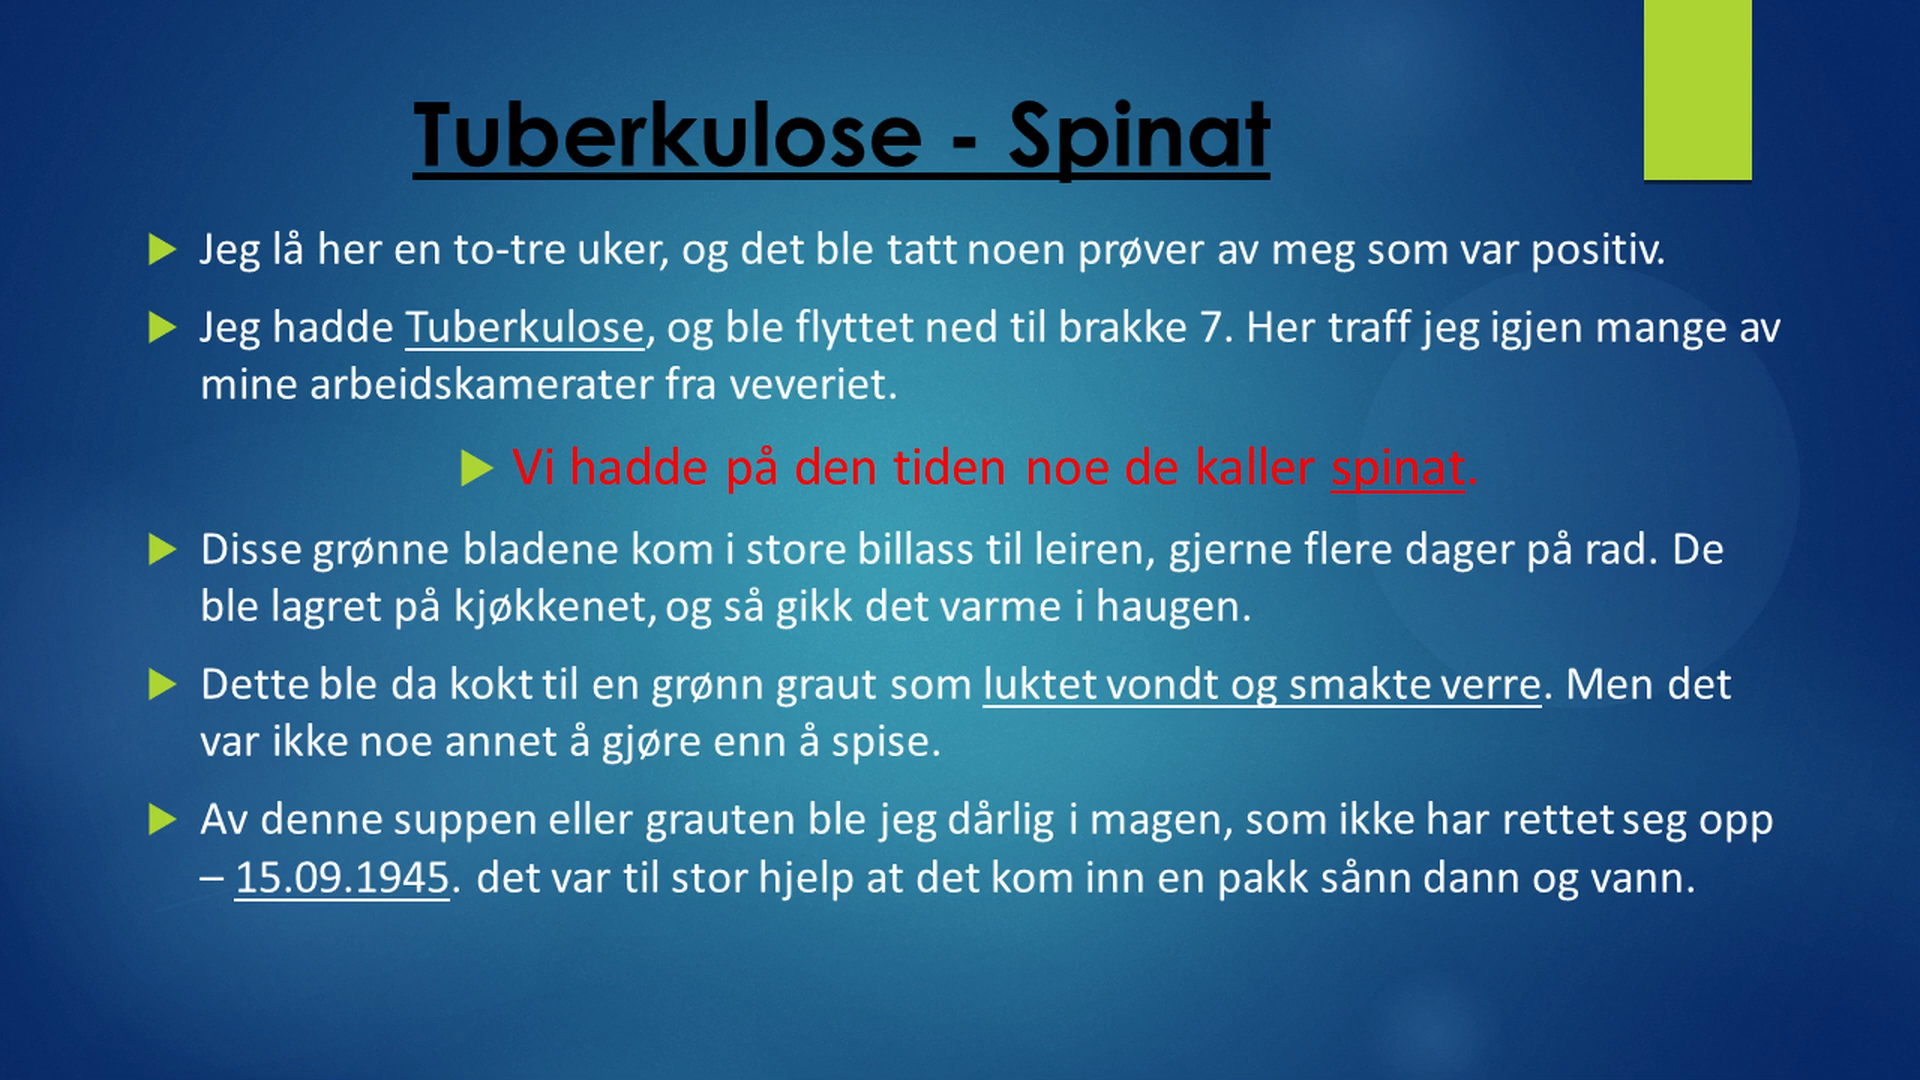 Tuberkulose - Spinat
Jeg lå her en to-tre uker, og det ble tatt noen prøver av meg som var positiv.
Jeg hadde Tuberkulose, og ble flyttet ned til brakke 7. Her traff jeg igjen mange av
mine arbeidskamerater fra veveriet.
Vi hadde på den tiden noe de kaller spinat.
Disse grønne bladene kom i store billass til leiren, gjerne flere dager på rad. De
ble lagret på kjøkkenet, og så gikk det varme i haugen.
Dette ble da kokt til en grønn graut som luktet vondt og smakte verre. Men det
var ikke noe annet å gjøre enn å spise.
Av denne suppen eller grauten ble jeg dårlig i magen, som ikke har rettet seg opp
– 15.09.1945. det var til stor hjelp at det kom inn en pakk sånn dann og vann.